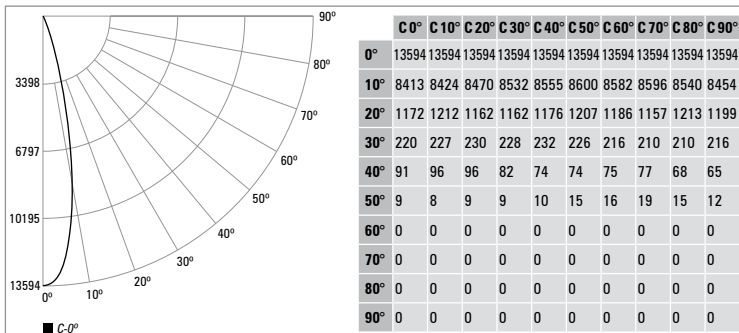 90º
80º
70º
60º
50º
40º
30º
20º
10º
0º
3398
6797
10195
13594
C-0º
C 0° C 10° C 20° C 30° C 40° C 50° C 60° C 70° C 80° C 90°
0° 13594 13594 13594 13594 13594 13594 13594 13594 13594 13594
10° 8413 8424 8470 8532 8555 8600 8582 8596 8540 8454
20° 1172 1212 1162 1162 1176 1207 1186 1157 1213 1199
30° 220 227 230 228 232 226 216 210 210 216
40° 91 96 96 82 74 74 75 77 68 65
50° 9 8 9 9 10 15 16 19 15 12
60° 0 0 0 0 0 0 0 0 0 0
70° 0 0 0 0 0 0 0 0 0 0
80° 0 0 0 0 0 0 0 0 0 0
90° 0 0 0 0 0 0 0 0 0 0